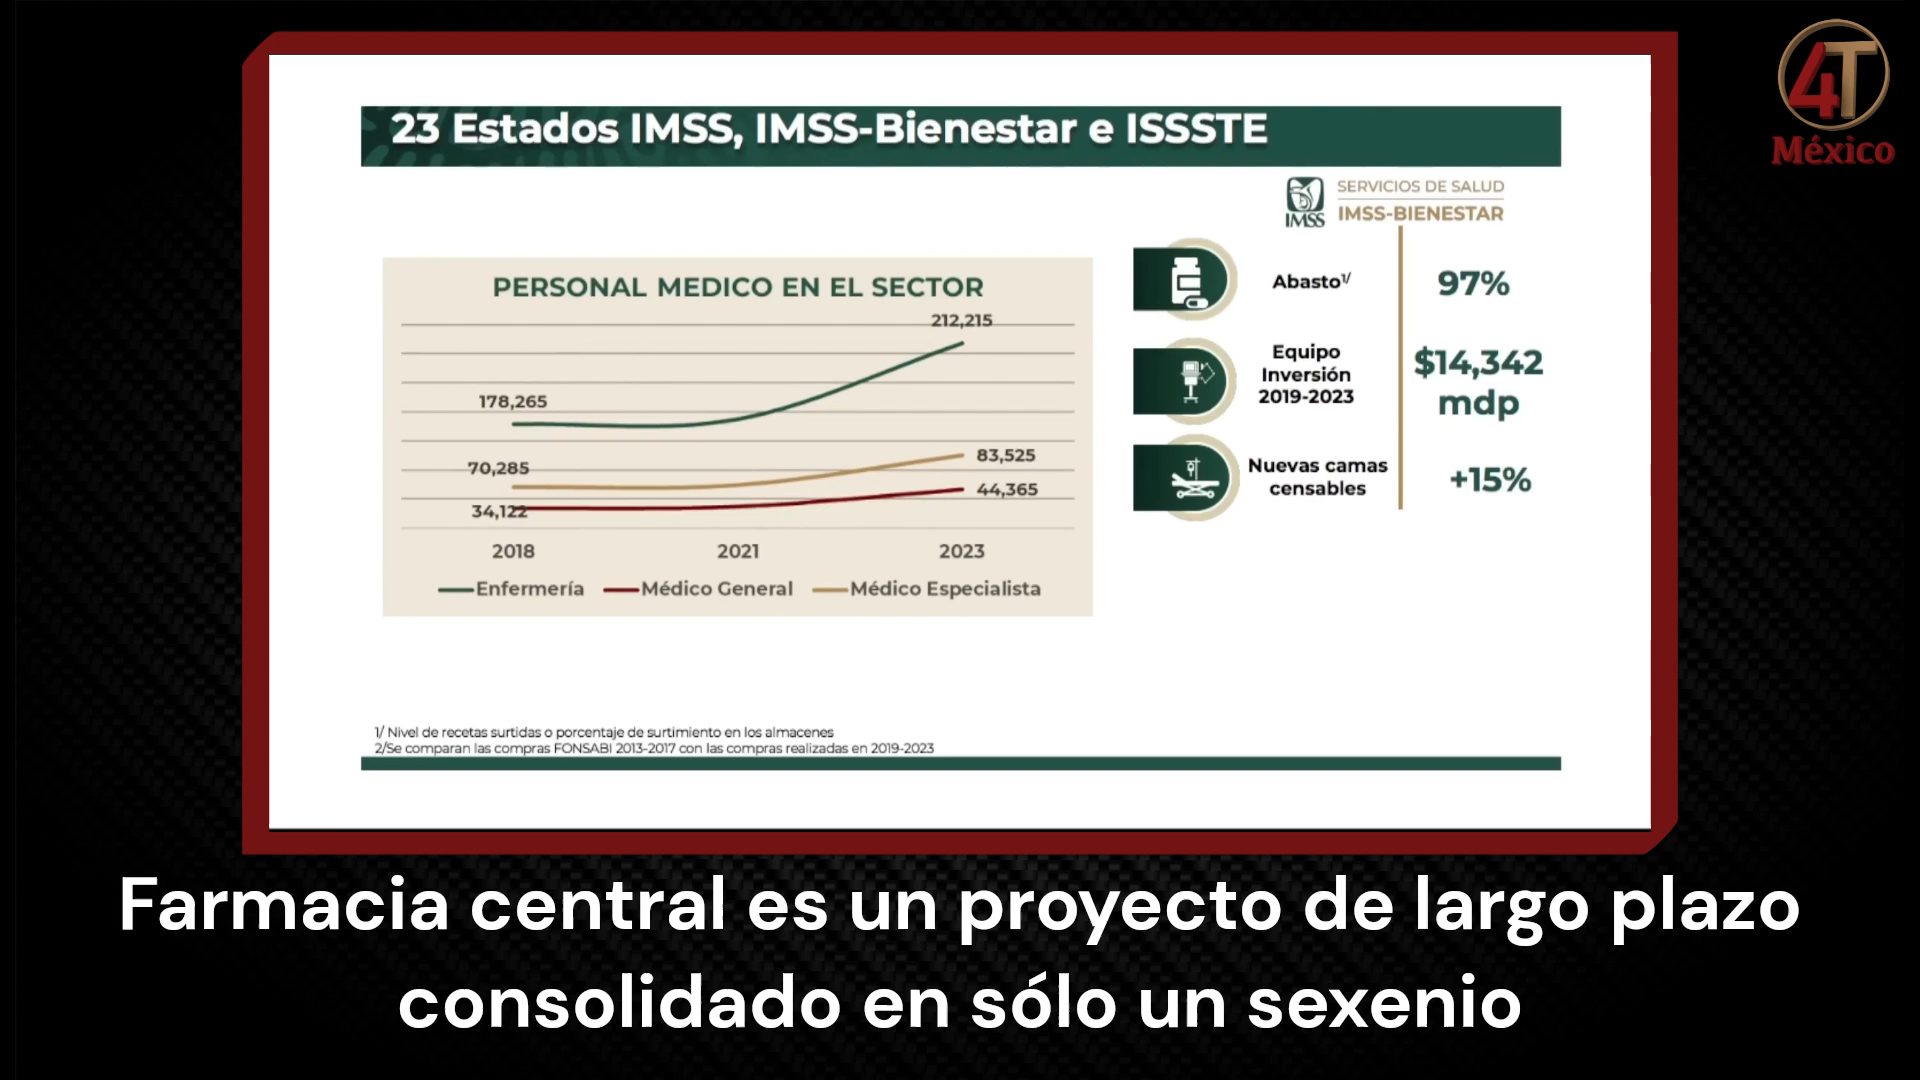 4T
México
23 Estados IMSS, IMSS-Bienestar e ISSSTE
IMSS
SERVICIOS DE SALUD
IMSS-BIENESTAR
PERSONAL MEDICO EN EL SECTOR
212,215
178,265
70,285
83,525
34,122
44,365
2018 2021 2023
Enfermería Médico General Médico Especialista
Abasto1/
97%
Equipo
Inversión
2019-2023
$14,342
mdp
Nuevas camas
censables
+15%
1/ Nivel de recetas surtidas o porcentaje de surtimiento en los almacenes
2/Se comparan las compras FONSABI 2013-2017 con las compras realizadas en 2019-2023
Farmacia central es un proyecto de largo plazo
consolidado en sólo un sexenio